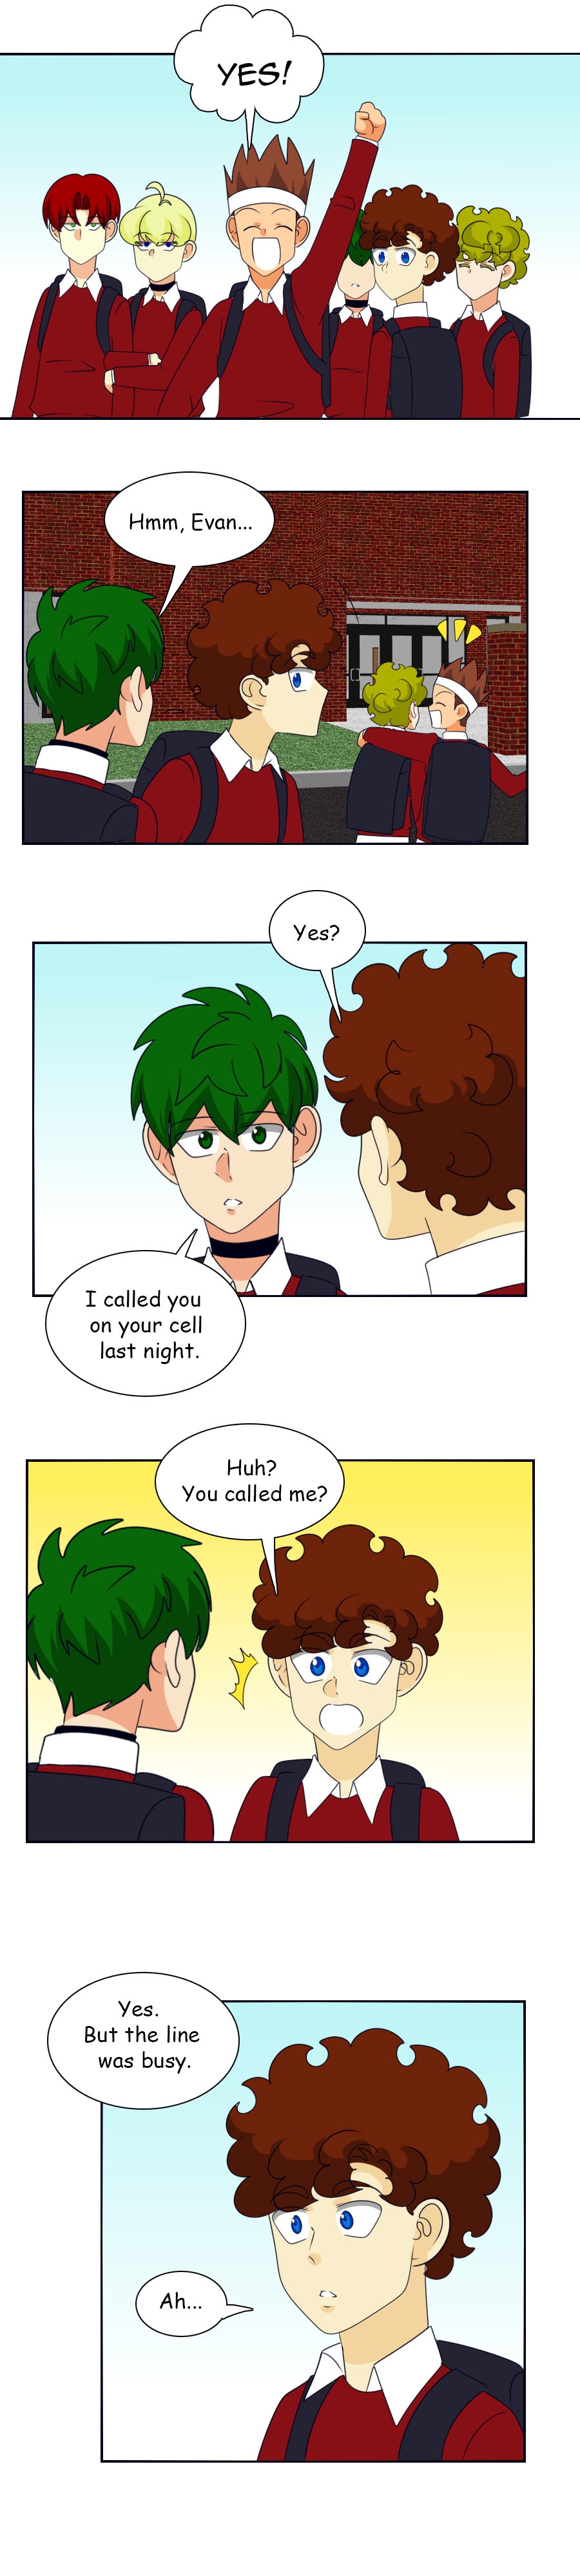 YES!
Hmm, Evan...
Yes?
I called you
on your cell
last night.
Huh?
You called me?
Yes.
But the line
was busy.
Ah...